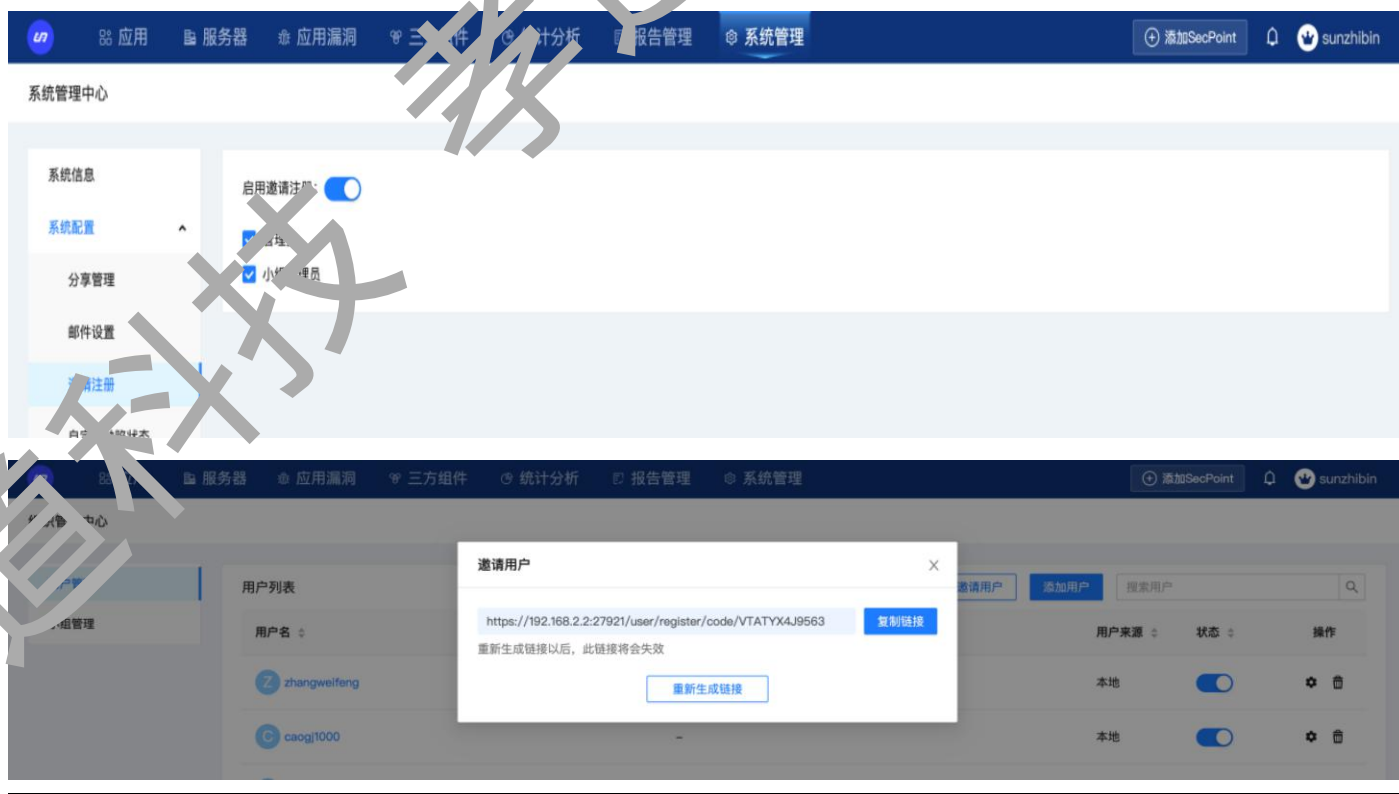 应用 服务器 应用漏洞 统计分析 报告管理 系统管理 添加SecPoint sunzhibin
系统管理中心
系统信息
启用邀请注册:
系统配置
分享管理
小组管理员
邮件设置
邀请注册
服务器 应用漏洞 三方组件 统计分析 报告管理 系统管理 添加SecPoint sunzhibin
邀请用户
用户列表
邀请用户 添加用户 搜索用户
https://192.168.2.2:27921/user/register/code/VTATYX4J9563 复制链接
小组管理
用户名 用户来源 状态 操作
重新生成链接以后，此链接将会失效
zhangweifeng 本地
重新生成链接
caogj1000 - 本地
道科技